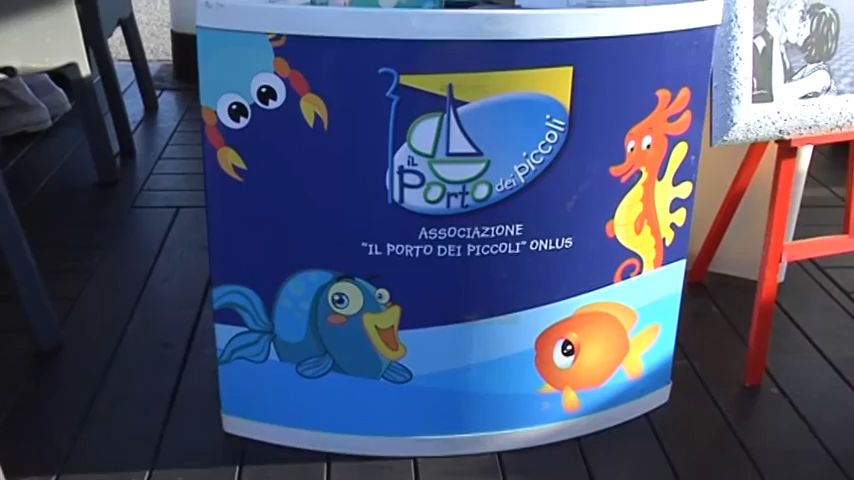 il
Porto dei piccoli
ASSOCIAZIONE
"IL PORTO DEI PICCOLI" ONLUS